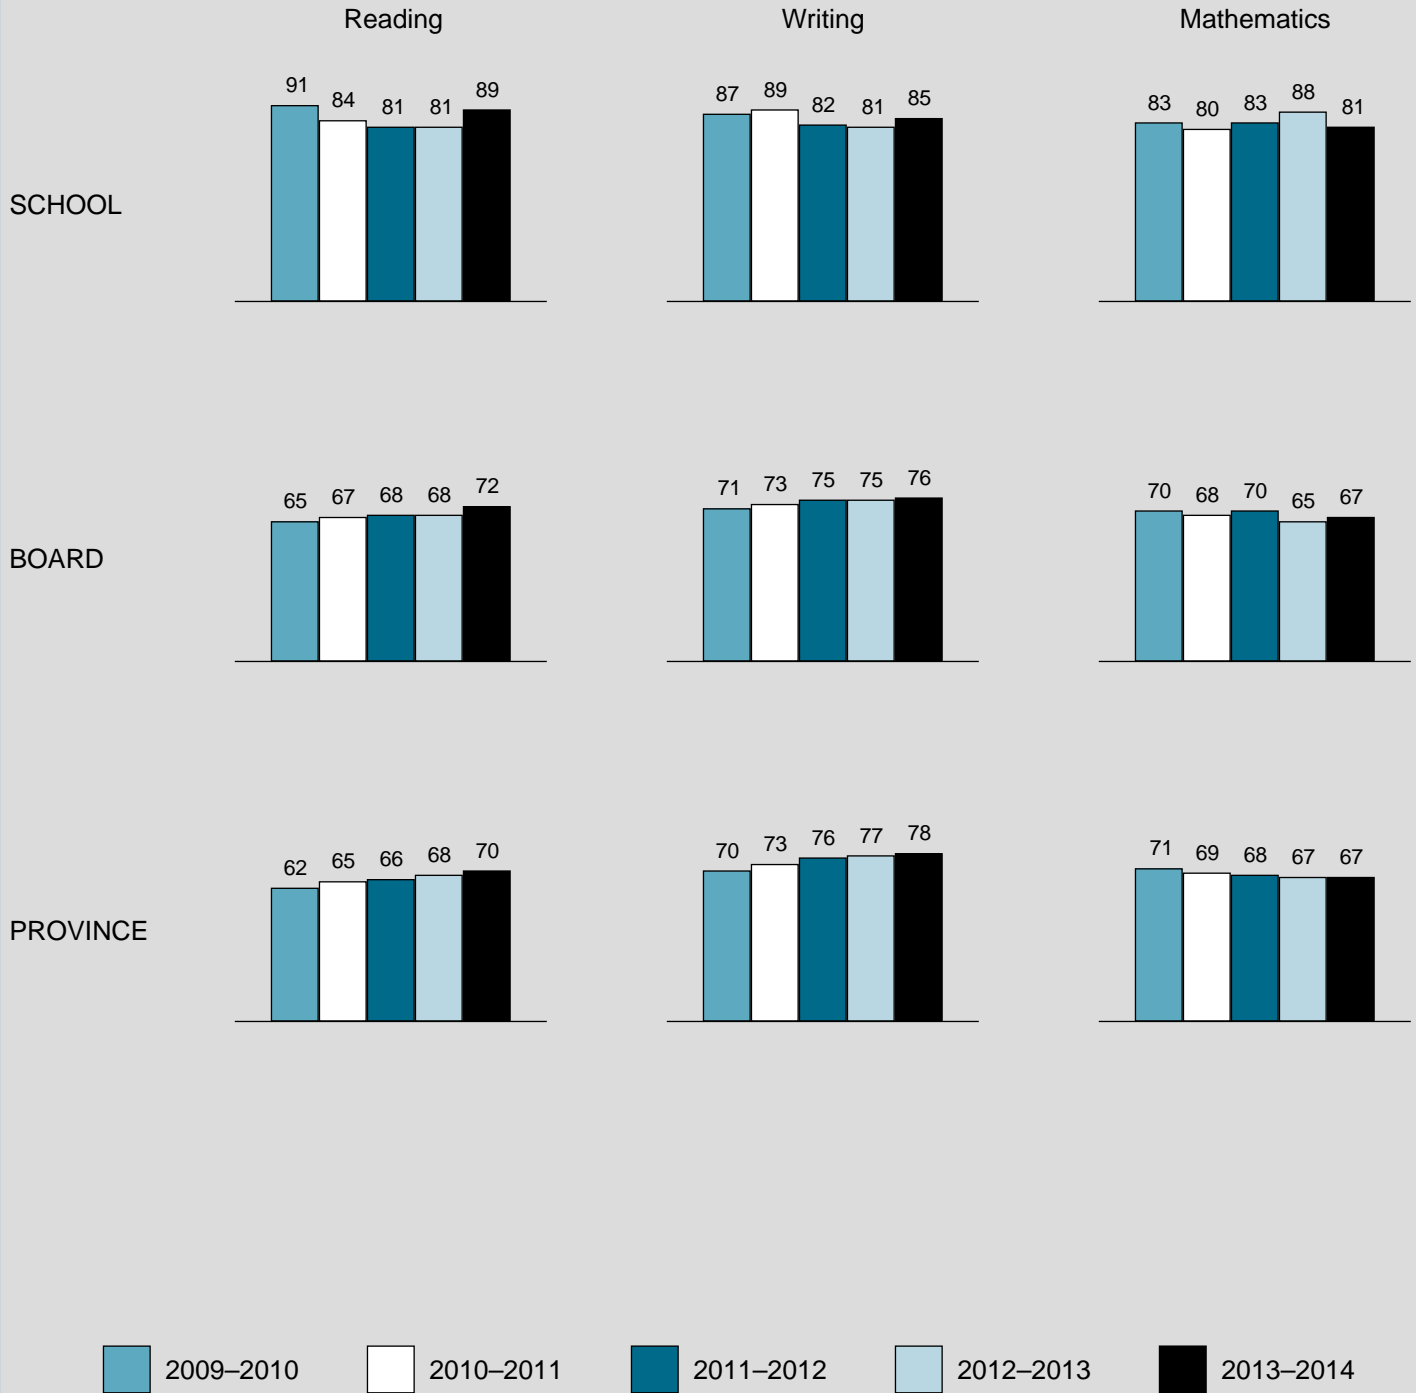 Reading Writing Mathematics
91 84 81 81 89 87 89 82 81 85 83 80 83 88 81
SCHOOL
65 67 68 68 72 71 73 75 75 76 70 68 70 65 67
BOARD
62 65 66 68 70 70 73 76 77 78 71 69 68 67 67
PROVINCE
2009–2010 2010–2011 2011–2012 2012–2013 2013–2014